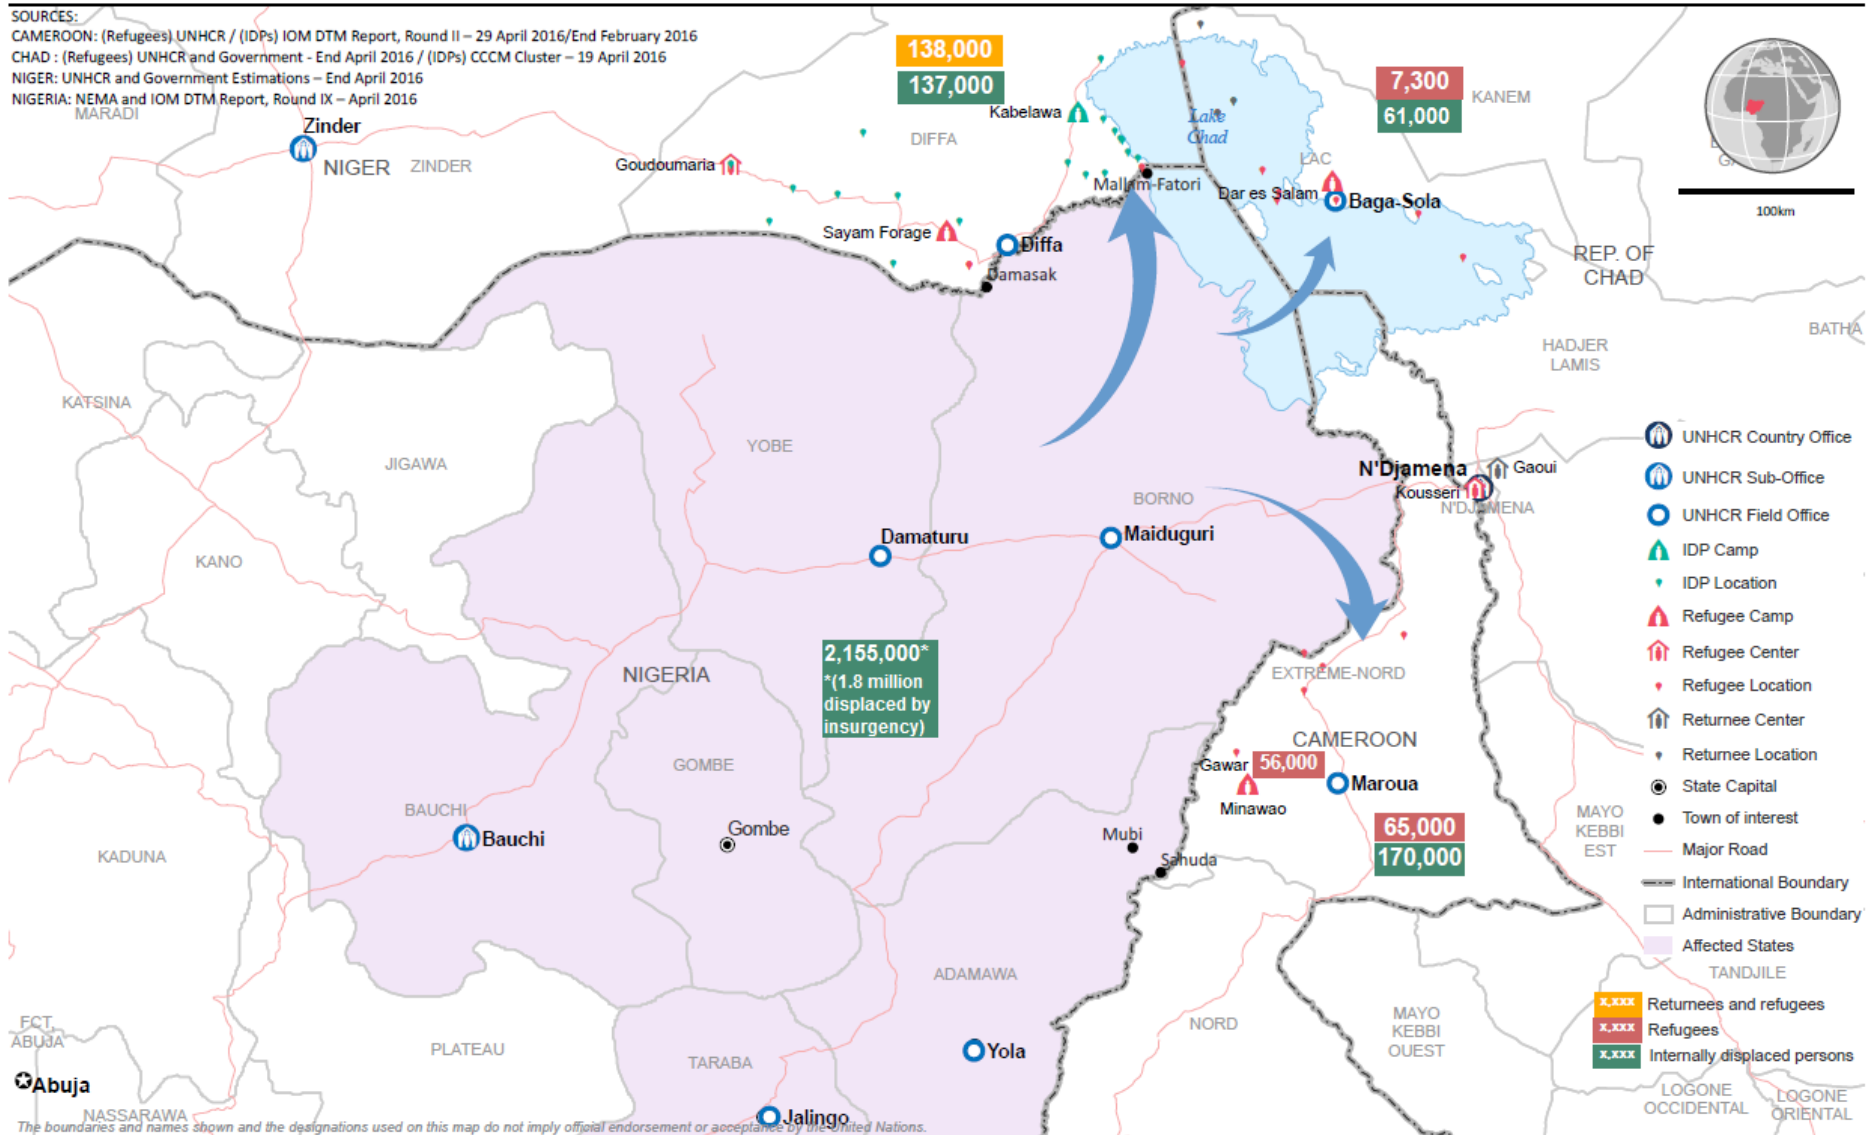 SOURCES:
CAMEROON: (Refugees) UNHCR / (IDPs) IOM DTM Report, Round II – 29 April 2016/End February 2016
CHAD : (Refugees) UNHCR and Government - End April 2016 / (IDPs) CCCM Cluster – 19 April 2016
NIGER: UNHCR and Government Estimations – End April 2016
NIGERIA: NEMA and IOM DTM Report, Round IX – April 2016
138,000
137,000
7,300
61,000
KANEM
MARADI
Zinder
NIGER
ZINDER
Kabelawa
DIFFA
Lake
Chad
LAC
Goudoumaria
Mallam-Fatori
Dar es Salam
Baga-Sola
100km
Sayam Forage
Diffa
Damasak
REP. OF
CHAD
BATHA
HADJER
LAMIS
KATSINA
JIGAWA
YOBE
BORNO
N'Djamena
Gaoui
Kousseri
N'DJAMENA
KANO
Damaturu
Maiduguri
2,155,000*
*(1.8 million
displaced by
insurgency)
NIGERIA
EXTREME-NORD
CAMEROON
GOMBE
Gawar
56,000
Maroua
Minawao
BAUCHI
Bauchi
Gombe
Mubi
Sahuda
65,000
170,000
MAYO
KEBBI
EST
KADUNA
ADAMAWA
TANDJILE
FCT,
ABUJA
PLATEAU
TARABA
Yola
NORD
MAYO
KEBBI
OUEST
Abuja
NASSARAWA
Jalingo
LOGONE
OCCIDENTAL
LOGONE
ORIENTAL
UNHCR Country Office
UNHCR Sub-Office
UNHCR Field Office
IDP Camp
IDP Location
Refugee Camp
Refugee Center
Refugee Location
Returnee Center
Returnee Location
State Capital
Town of interest
Major Road
International Boundary
Administrative Boundary
Affected States
x,xxx Returnees and refugees
x,xxx Refugees
x,xxx Internally displaced persons
The boundaries and names shown and the designations used on this map do not imply official endorsement or acceptance by the United Nations.